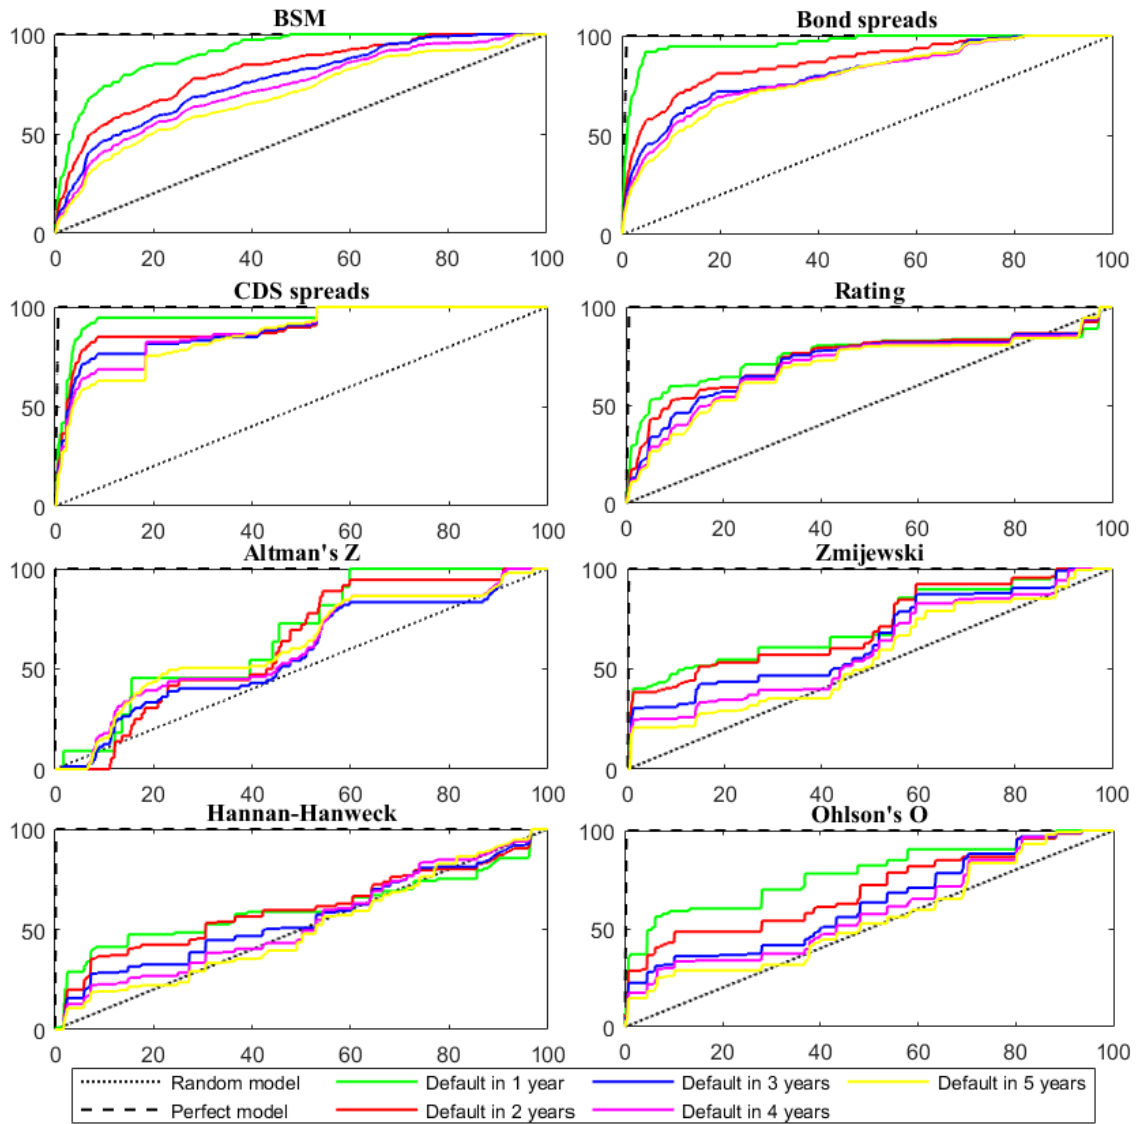 BSM
Bond spreads
100
50
0
0 20 40 60 80 100
100
50
0
0 20 40 60 80 100
CDS spreads
Rating
100
50
0
0 20 40 60 80 100
100
50
0
0 20 40 60 80 100
Altman's Z
Zmijewski
100
50
0
0 20 40 60 80 100
100
50
0
0 20 40 60 80 100
Hannan-Hanweck
Ohlson's O
100
50
0
0 20 40 60 80 100
100
50
0
0 20 40 60 80 100
Random model Default in 1 year Default in 3 years Default in 5 years
Perfect model Default in 2 years Default in 4 years